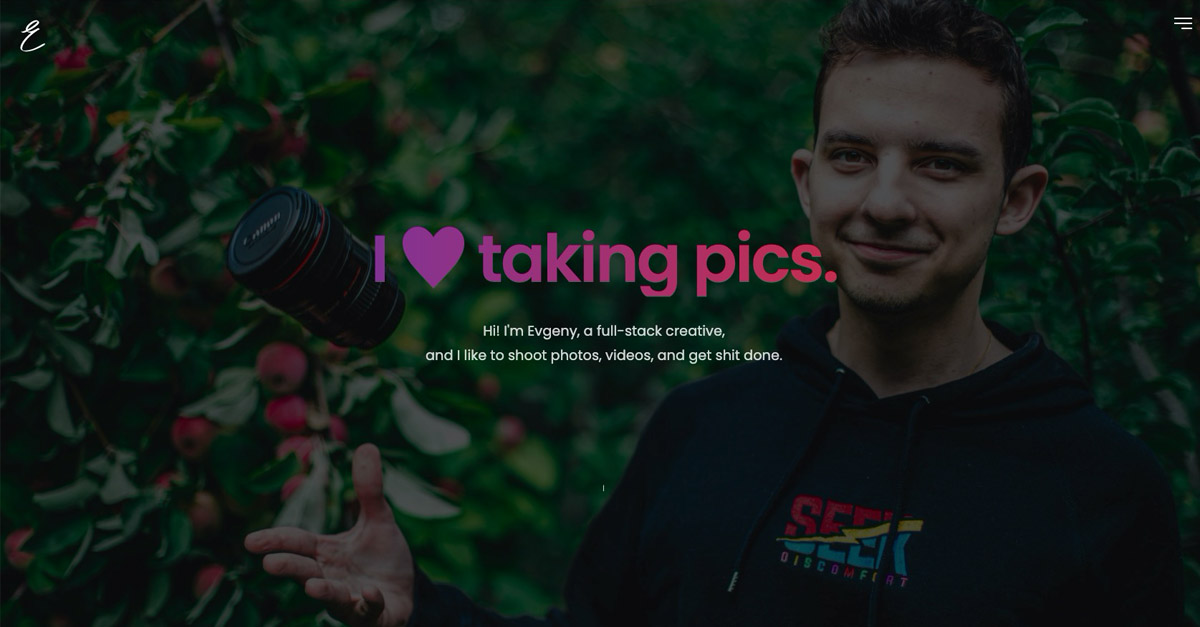 E
Canon
I ♥ taking pics.
Hi! I'm Evgeny, a full-stack creative,
and I like to shoot photos, videos, and get shit done.
SEEK
DISCOMFORT